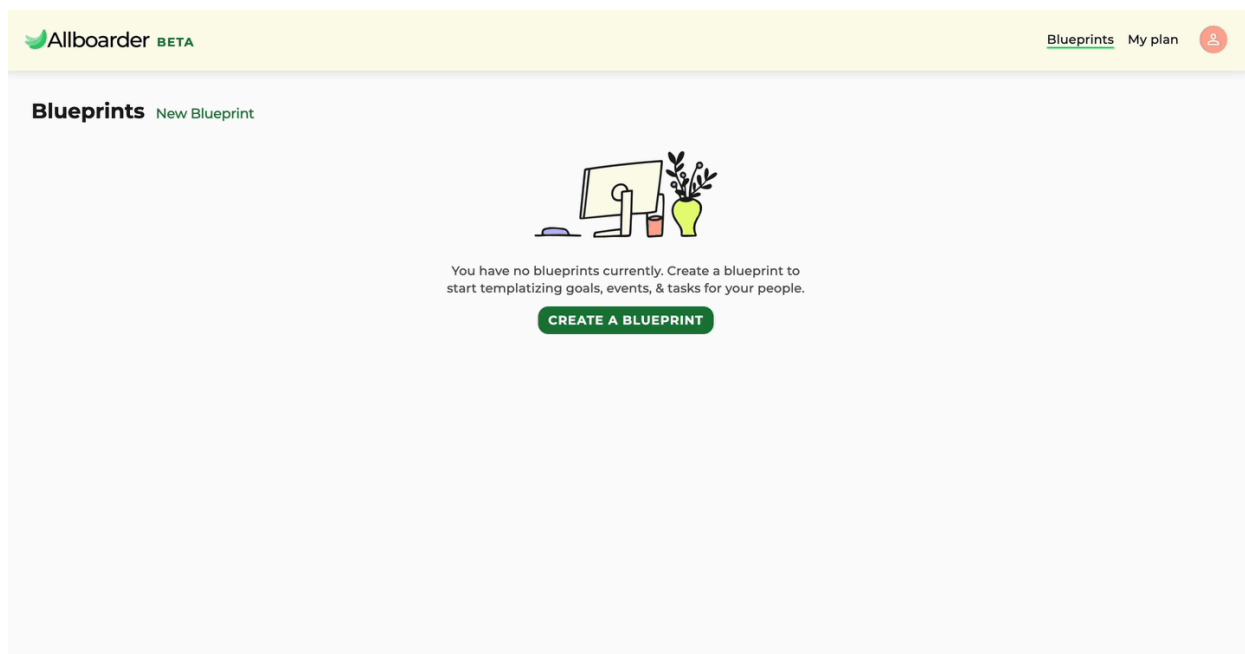 Allboarder BETA
Blueprints My plan
Blueprints New Blueprint
You have no blueprints currently. Create a blueprint to
start templatizing goals, events, & tasks for your people.
CREATE A BLUEPRINT